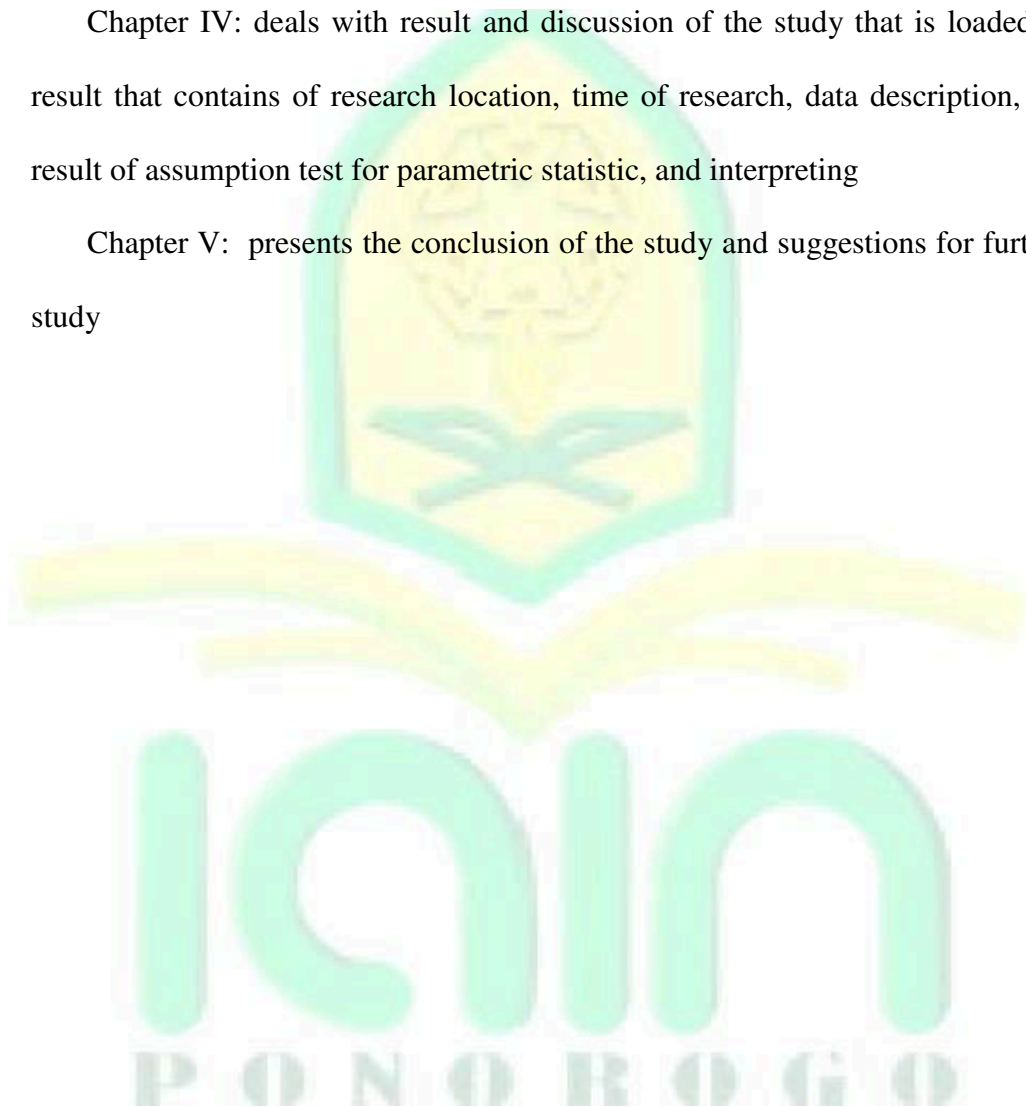 Chapter IV: deals with result and discussion of the study that is loaded
result that contains of research location, time of research, data description,
result of assumption test for parametric statistic, and interpreting
Chapter V: presents the conclusion of the study and suggestions for furt
study
iain
PONOROGO